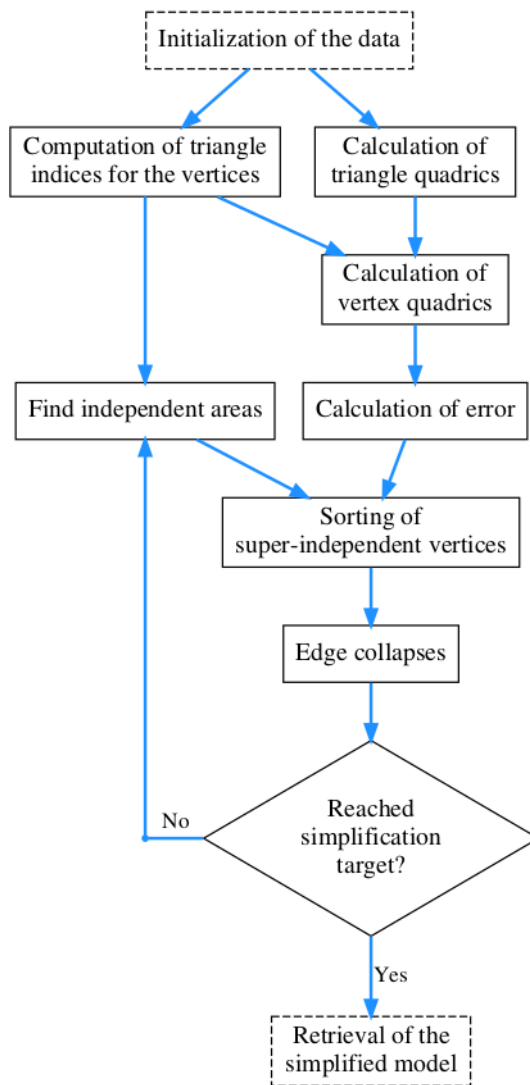 Initialization of the data
Computation of triangle
indices for the vertices
Calculation of
triangle quadrics
Calculation of
vertex quadrics
Find independent areas
Calculation of error
Sorting of
super-independent vertices
Edge collapses
Reached
simplification
target?
No
Yes
Retrieval of the
simplified model